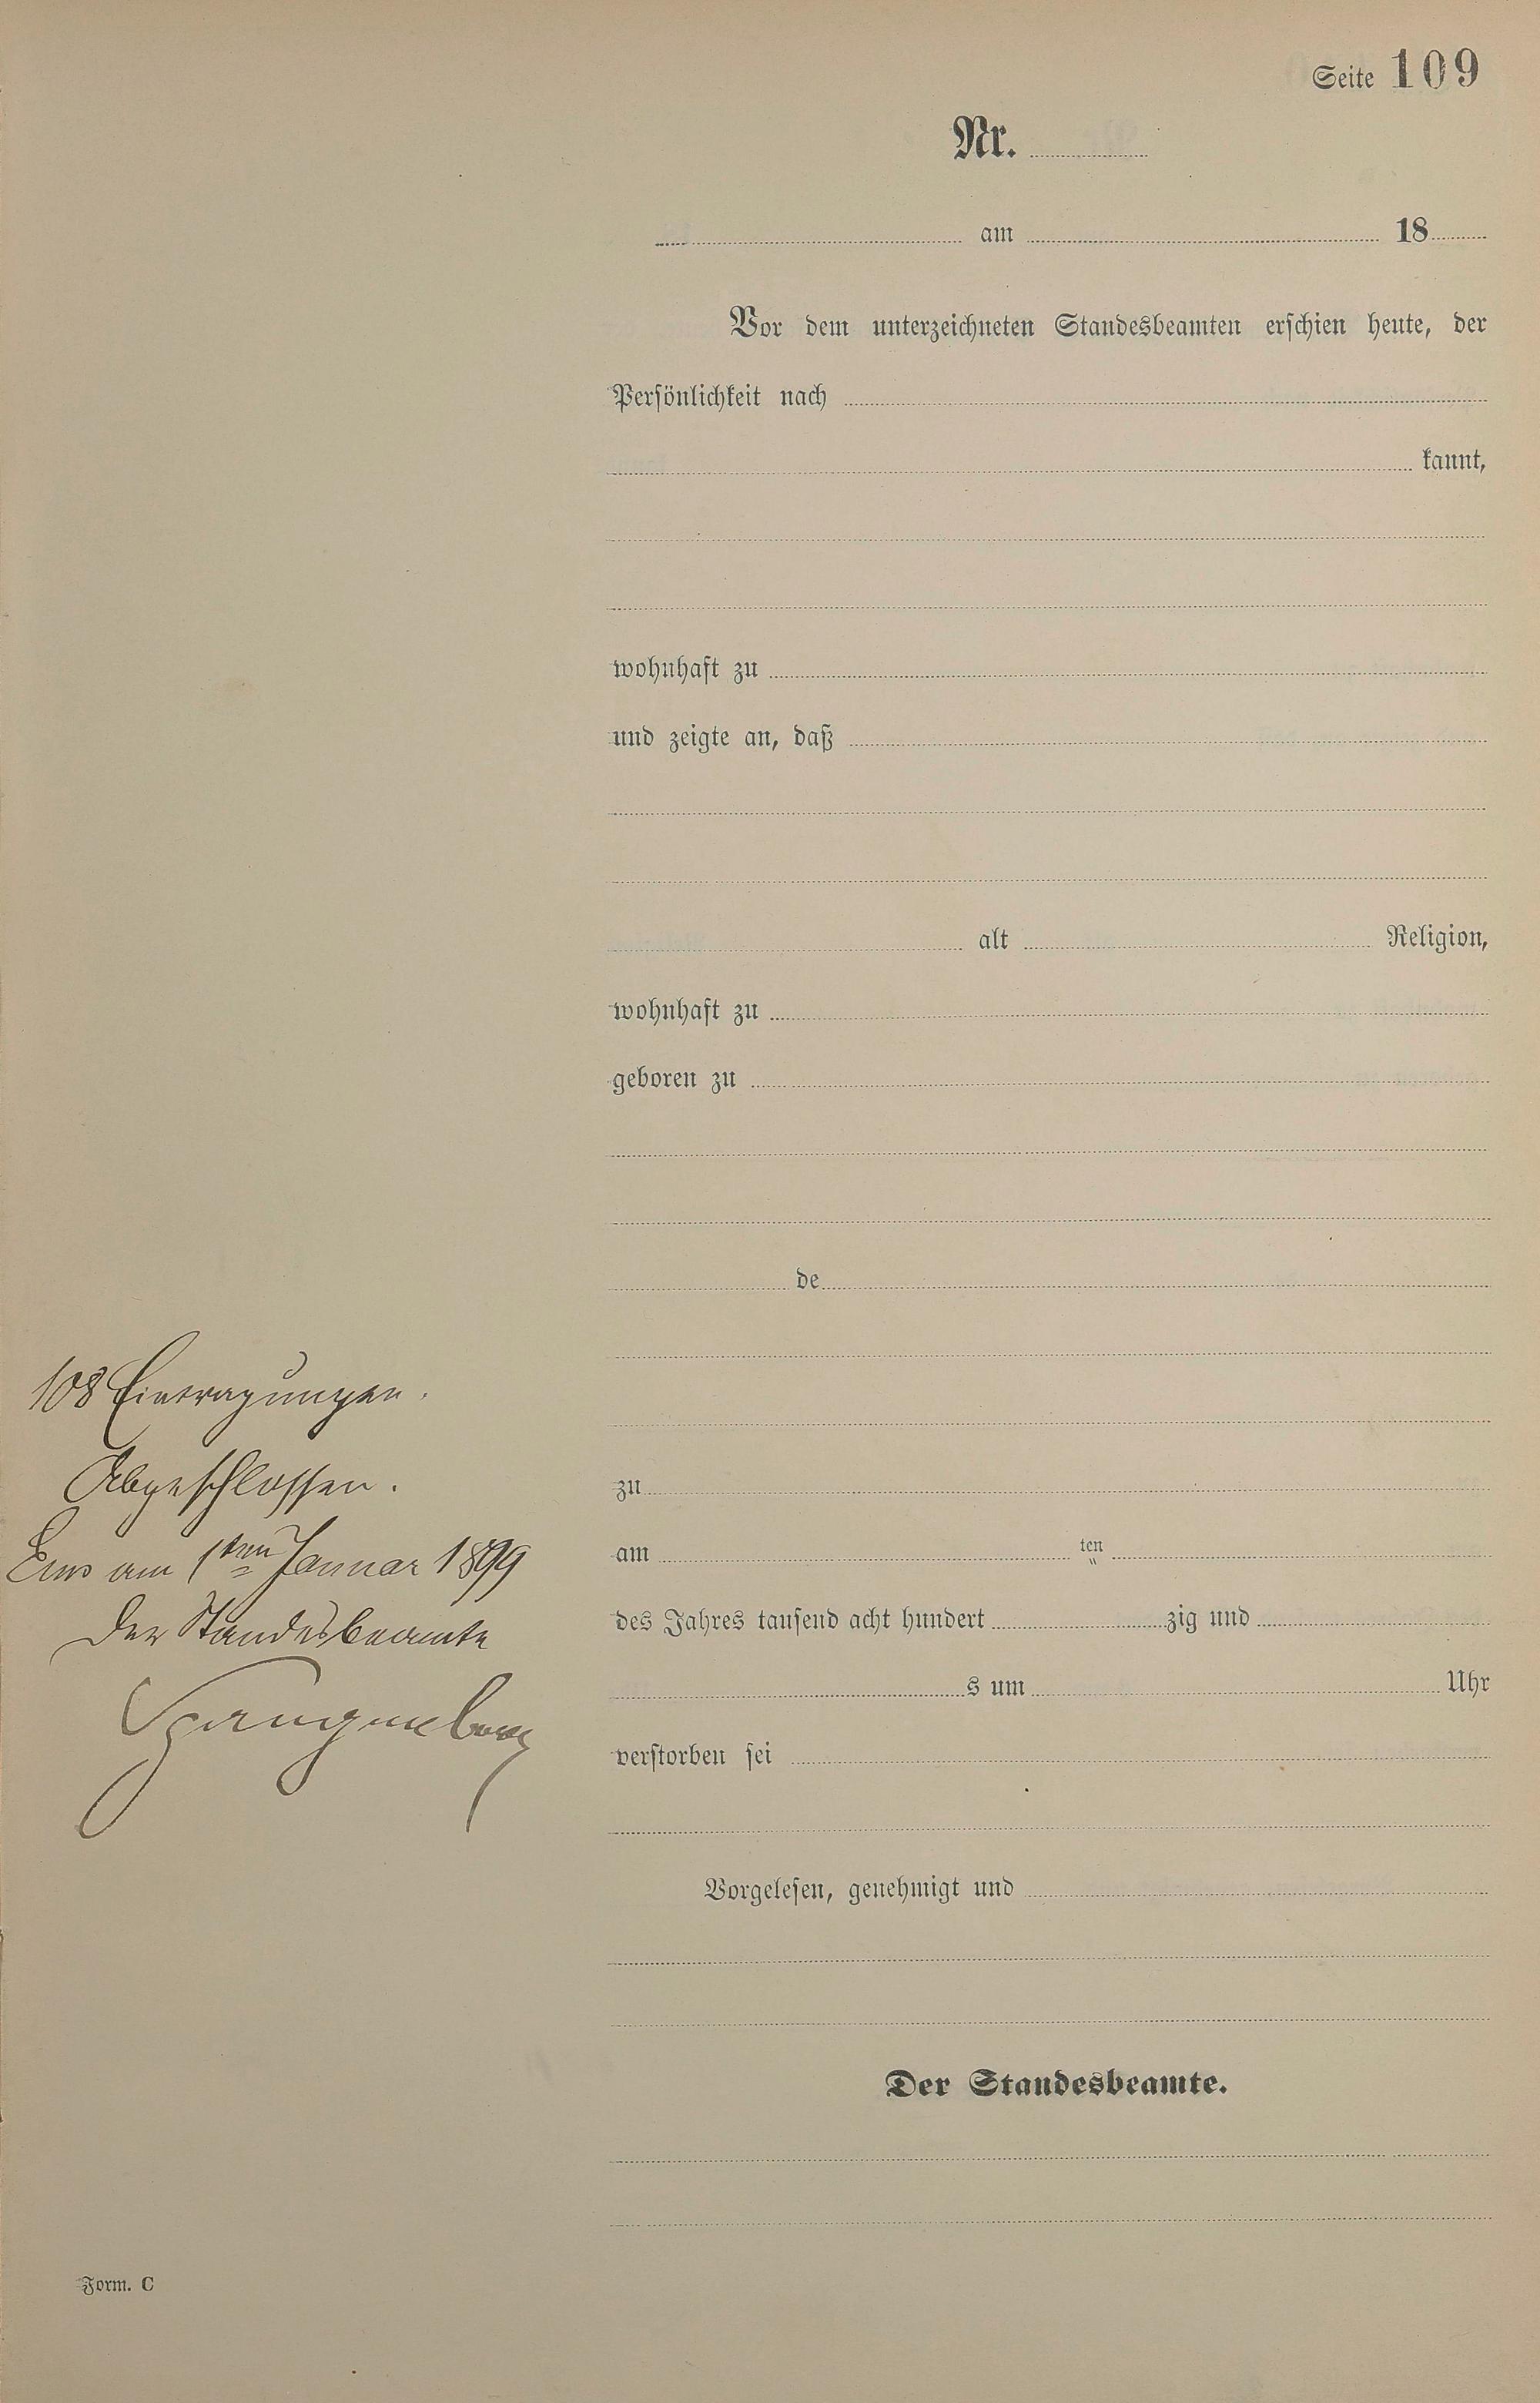 Seite 109
Nr.
am 18
Vor dem unterzeichneten Standesbeamten erschien heute, der
Persönlichkeit nach
kannt,
wohnhaft zu
und zeigte an, daß
alt Religion,
wohnhaft zu
geboren zu
de
108 Eintragungen.
Abgeschlossen.
zu
Ems am 1ten Januar 1899
am ten
Der Standesbeamte
des Jahres tausend acht hundert zig und
s um Uhr
verstorben sei
Vorgelesen, genehmigt und
Der Standesbeamte.
Form. C